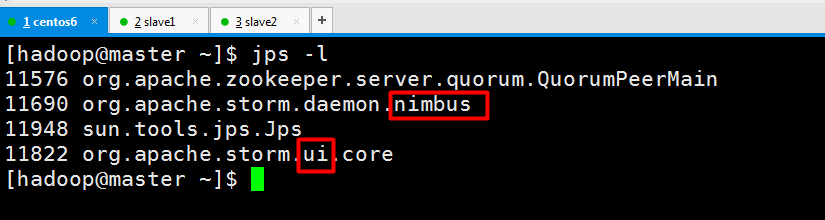 1 centos6 × 2 slave1 × 3 slave2 × +
[hadoop@master ~]$ jps -l
11576 org.apache.zookeeper.server.quorum.QuorumPeerMain
11690 org.apache.storm.daemon.nimbus
11948 sun.tools.jps.Jps
11822 org.apache.storm.ui.core
[hadoop@master ~]$